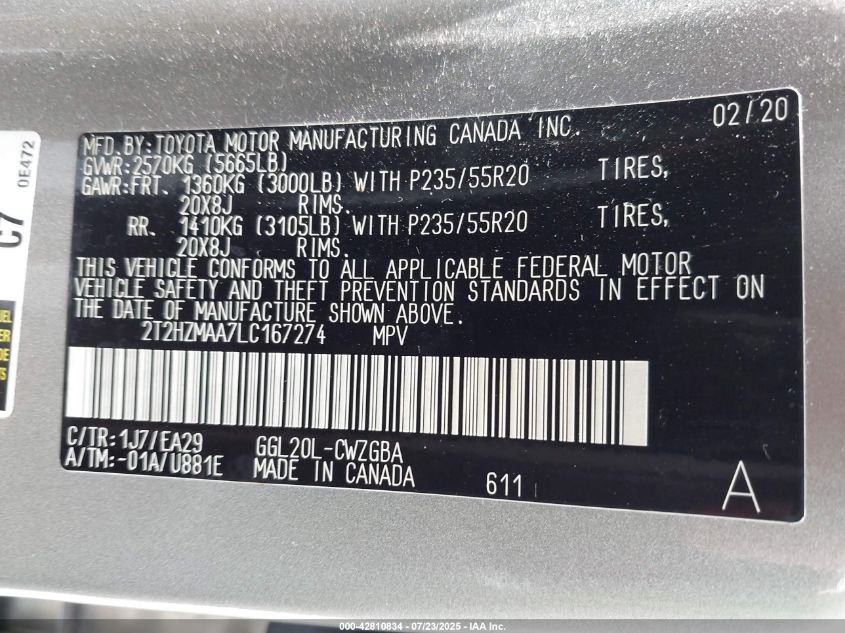 MFD. BY: TOYOTA MOTOR MANUFACTURING CANADA INC. 02/20
GVWR: 2570KG (5665LB)
GAWR: FRT. 1360KG (3000LB) WITH P235/55R20 TIRES,
20X8J RIMS.
RR. 1410KG (3105LB) WITH P235/55R20 TIRES,
20X8J RIMS.
THIS VEHICLE CONFORMS TO ALL APPLICABLE FEDERAL MOTOR
VEHICLE SAFETY AND THEFT PREVENTION STANDARDS IN EFFECT ON
THE DATE OF MANUFACTURE SHOWN ABOVE.
2T2HZMAA7LC167274 MPV
C/TR: 1J7/EA29 GGL20L-CWZGBA
A/TM: -01A/U881E MADE IN CANADA 611 A
C7 0E472
000-42810834 - 07/23/2025 - IAA Inc.